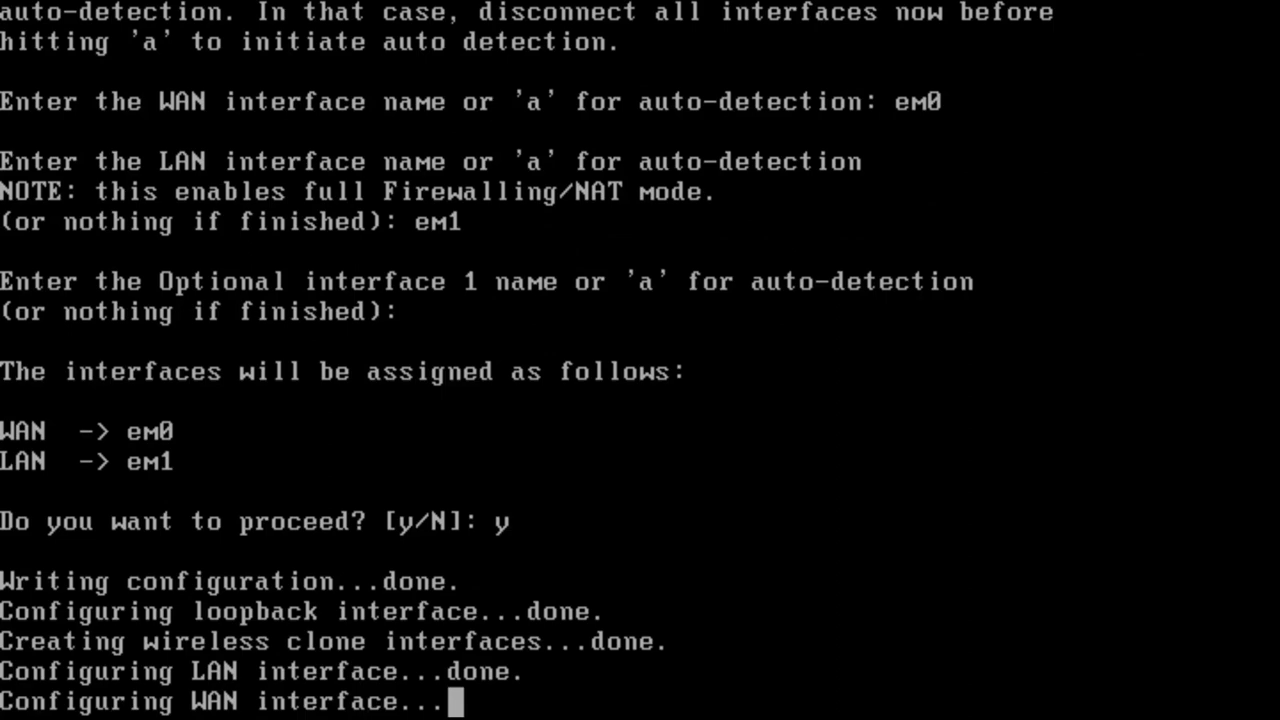 auto-detection. In that case, disconnect all interfaces now before
hitting 'a' to initiate auto detection.
Enter the WAN interface name or 'a' for auto-detection: em0
Enter the LAN interface name or 'a' for auto-detection
NOTE: this enables full Firewalling/NAT mode.
(or nothing if finished): em1
Enter the Optional interface 1 name or 'a' for auto-detection
(or nothing if finished):
The interfaces will be assigned as follows:
WAN  -> em0
LAN  -> em1
Do you want to proceed? [y/N]: y
Writing configuration...done.
Configuring loopback interface...done.
Creating wireless clone interfaces...done.
Configuring LAN interface...done.
Configuring WAN interface...